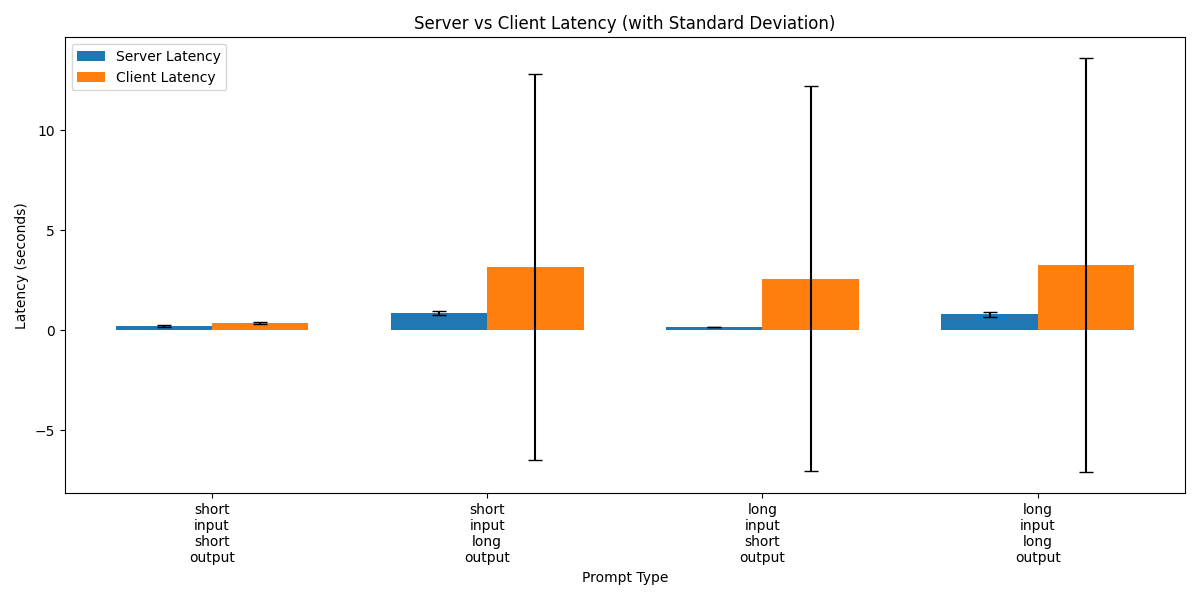 Server vs Client Latency (with Standard Deviation)
Server Latency
Client Latency
Latency (seconds)
10
5
0
−5
short
input
short
output
short
input
long
output
long
input
short
output
long
input
long
output
Prompt Type